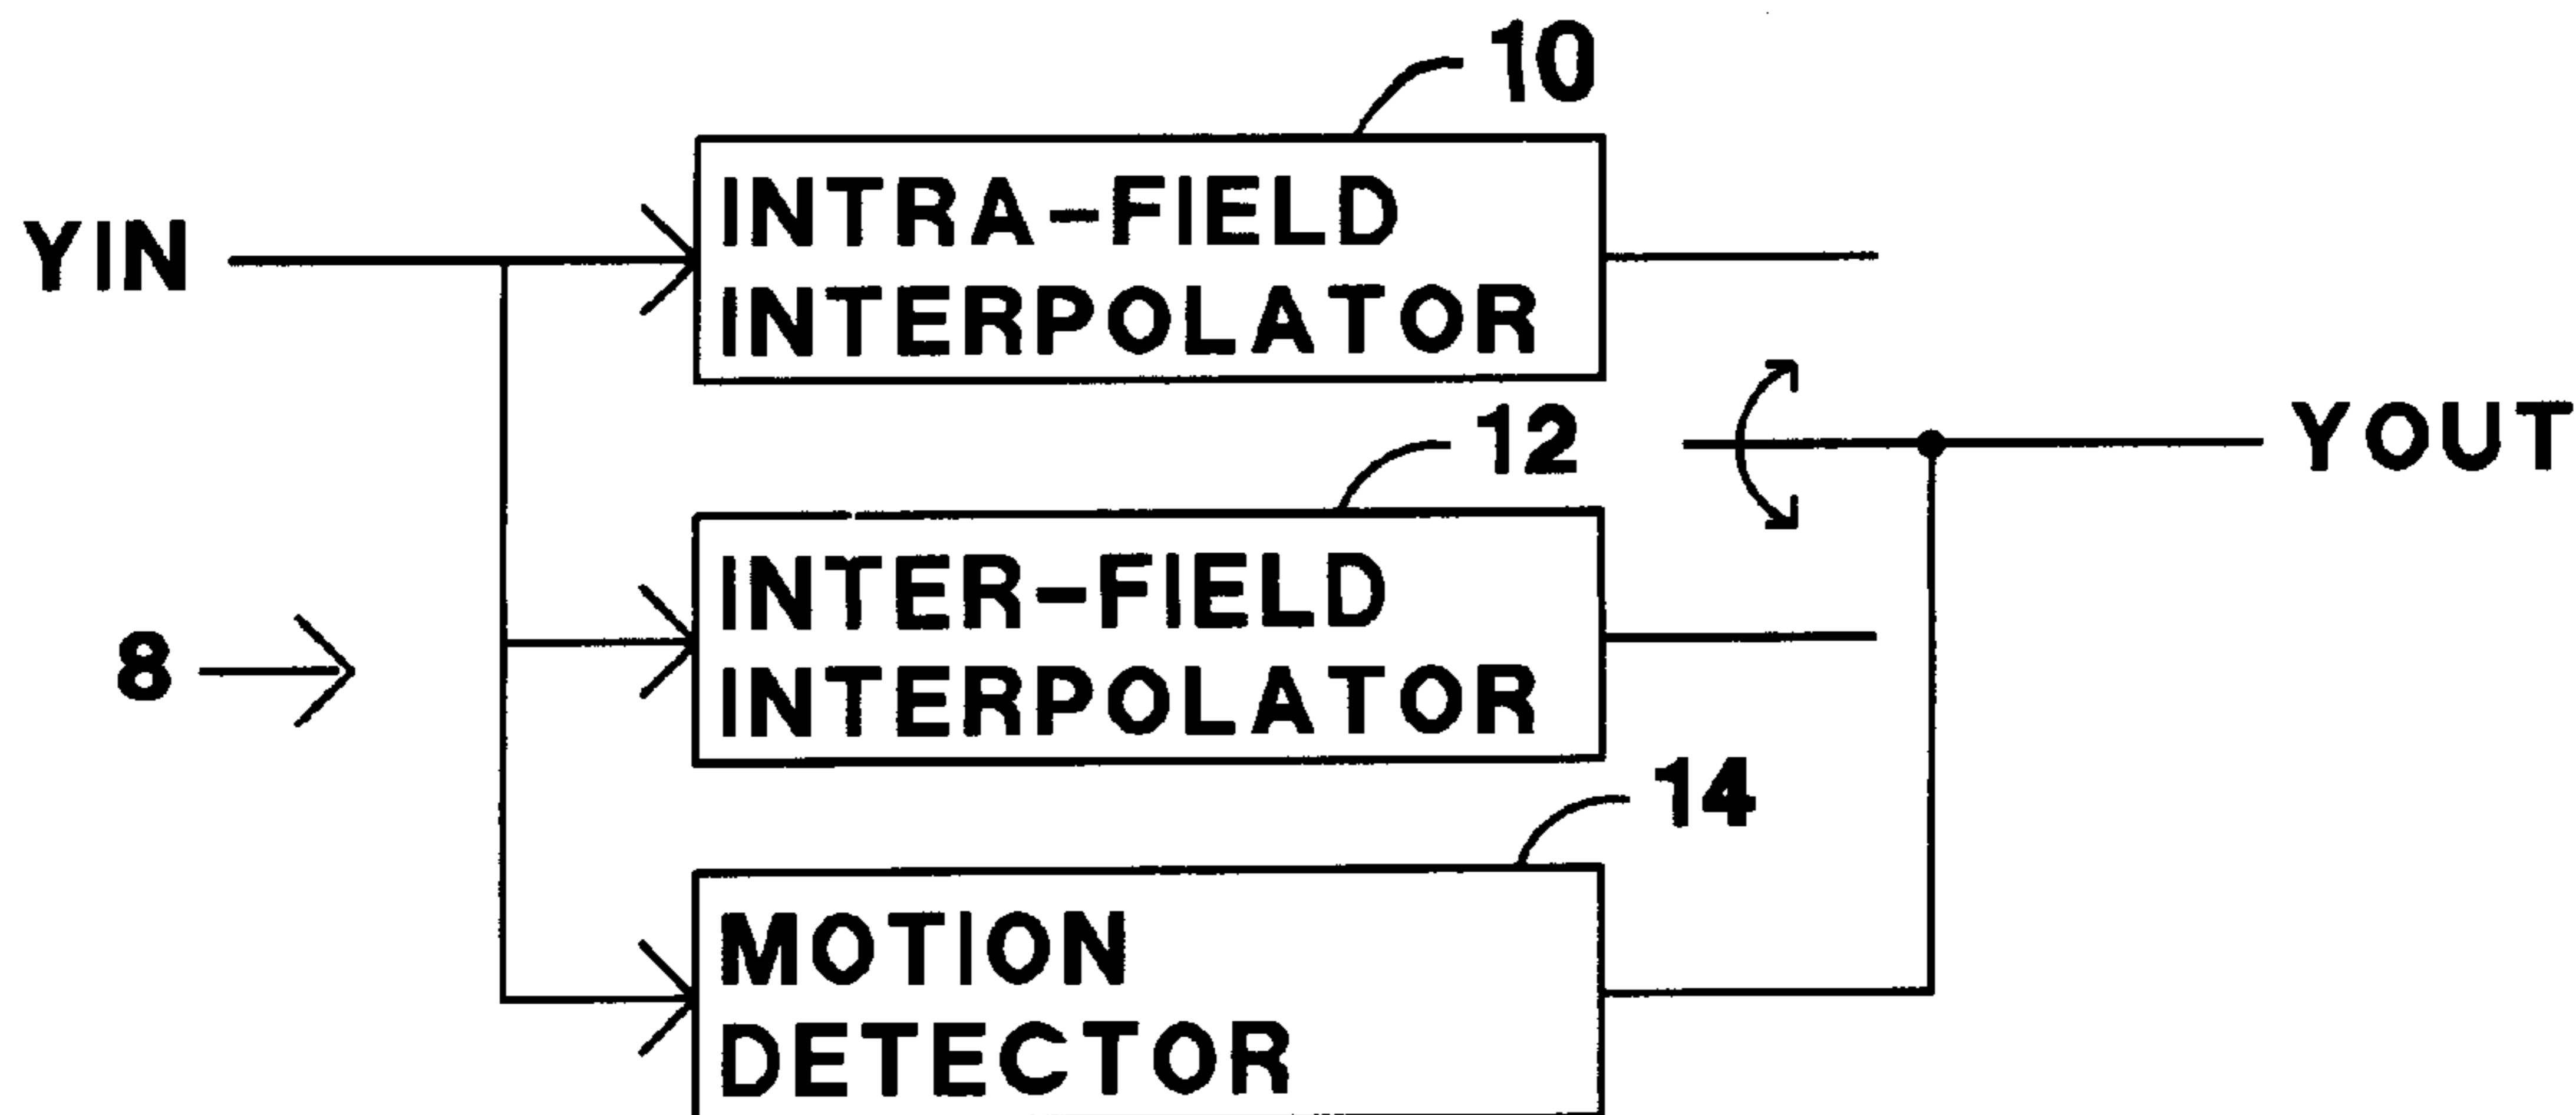 10
YIN
INTRA-FIELD
INTERPOLATOR
12
YOUT
8
INTER-FIELD
INTERPOLATOR
14
MOTION
DETECTOR